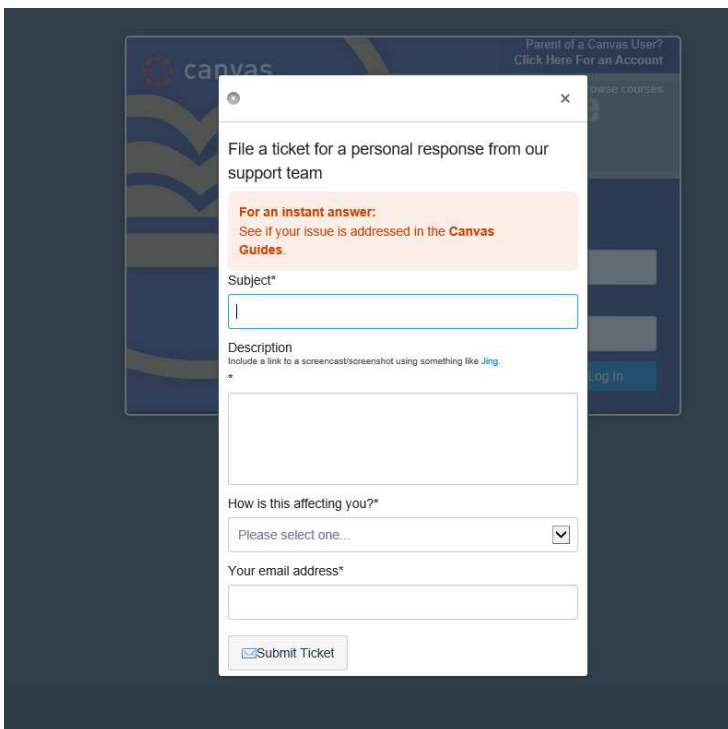 Parent of a Canvas User?
Click Here For an Account
canvas
owse courses
×
File a ticket for a personal response from our
support team
For an instant answer:
See if your issue is addressed in the Canvas
Guides.
Subject*
Description
Include a link to a screencast/screenshot using something like Jing.
*
How is this affecting you?*
Please select one...
Your email address*
Submit Ticket
Log In